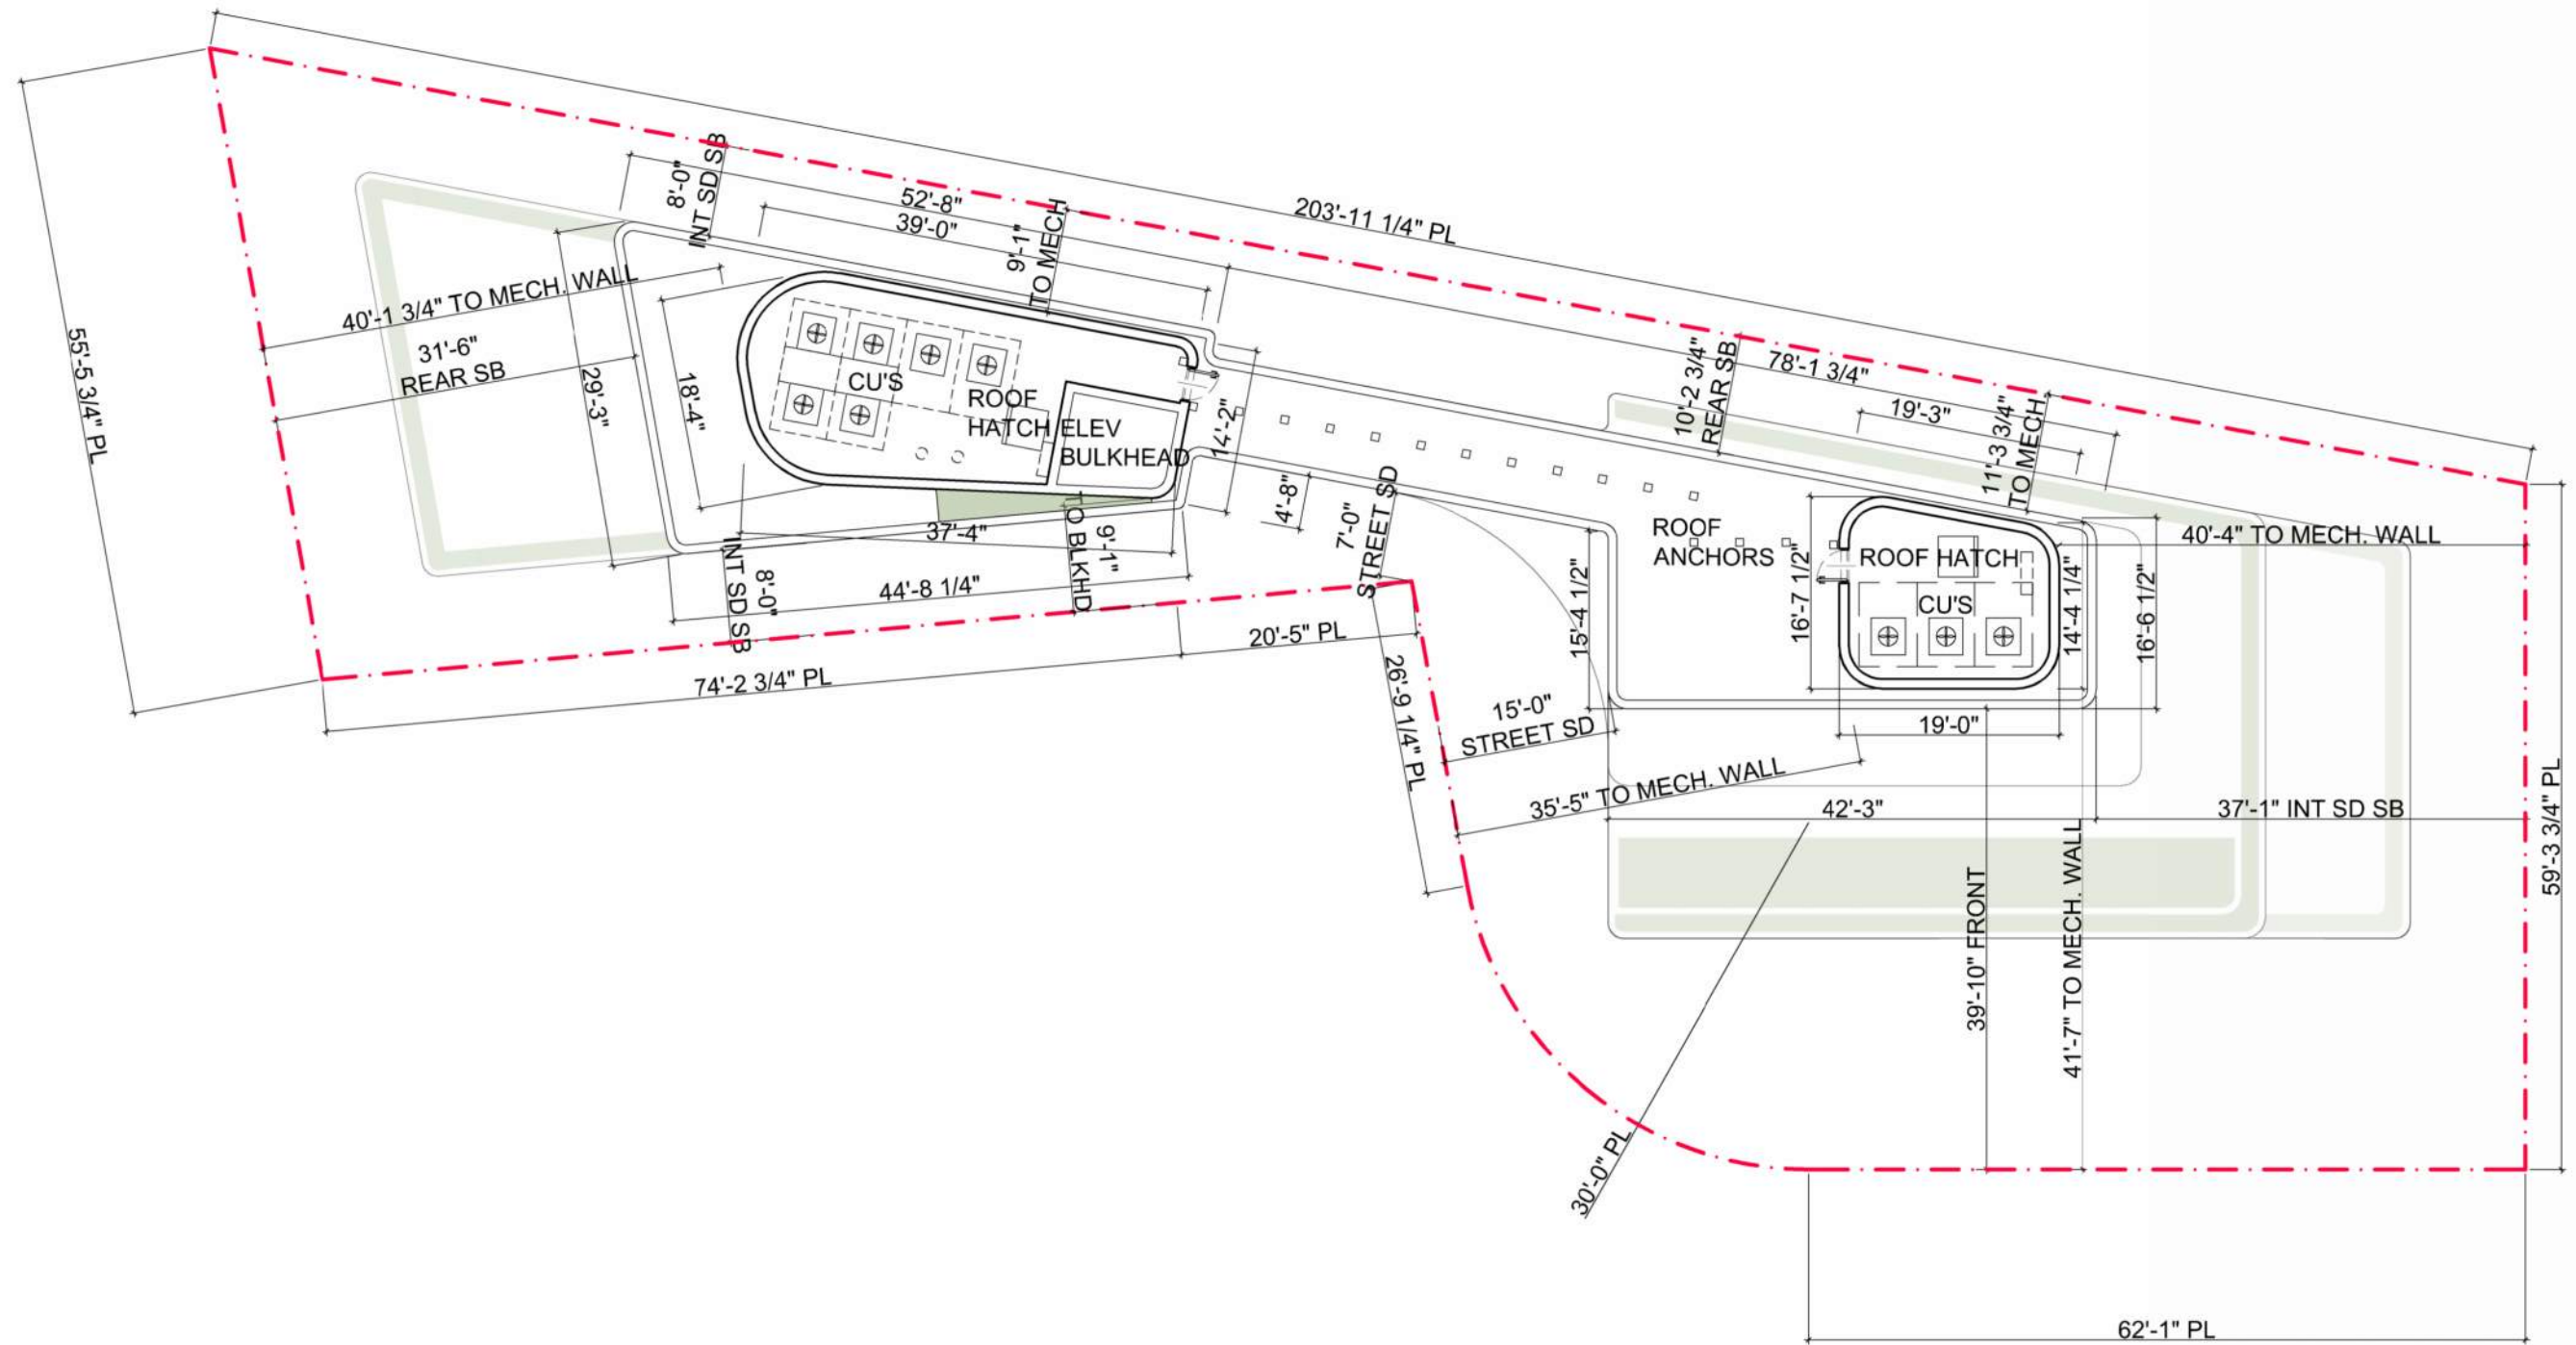 203'-11 1/4" PL
8'-0"
INT SD SB
52'-8"
39'-0"
9'-1"
TO MECH
40'-1 3/4" TO MECH. WALL
31'-6"
REAR SB
55'-5 3/4" PL
29'-3"
18'-4"
CU'S
ROOF
HATCH
ELEV
BULKHEAD
14'-2"
10'-2 3/4"
REAR SB
78'-1 3/4"
19'-3"
11'-3 3/4"
TO MECH
4'-8"
7'-0"
STREET SD
ROOF
ANCHORS
ROOF HATCH
CU'S
40'-4" TO MECH. WALL
16'-7 1/2"
14'-4 1/4"
16'-6 1/2"
15'-4 1/2"
37'-4"
INT SD SB
8'-0"
TO BLKHD
9'-1"
44'-8 1/4"
20'-5" PL
74'-2 3/4" PL
26'-9 1/4" PL
15'-0"
STREET SD
19'-0"
35'-5" TO MECH. WALL
42'-3"
37'-1" INT SD SB
59'-3 3/4" PL
39'-10" FRONT
41'-7" TO MECH. WALL
30'-0" PL
62'-1" PL